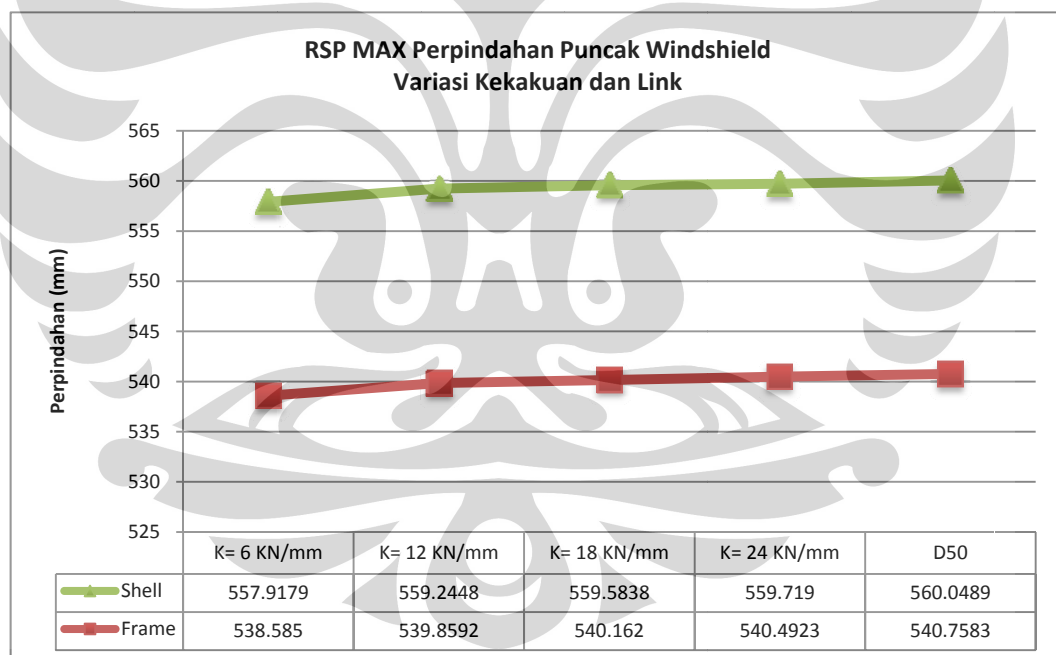 RSP MAX Perpindahan Puncak Windshield
Variasi Kekakuan dan Link
Perpindahan (mm)
565
560
555
550
545
540
535
530
525
K= 6 KN/mm K= 12 KN/mm K= 18 KN/mm K= 24 KN/mm D50
Shell 557.9179 559.2448 559.5838 559.719 560.0489
Frame 538.585 539.8592 540.162 540.4923 540.7583